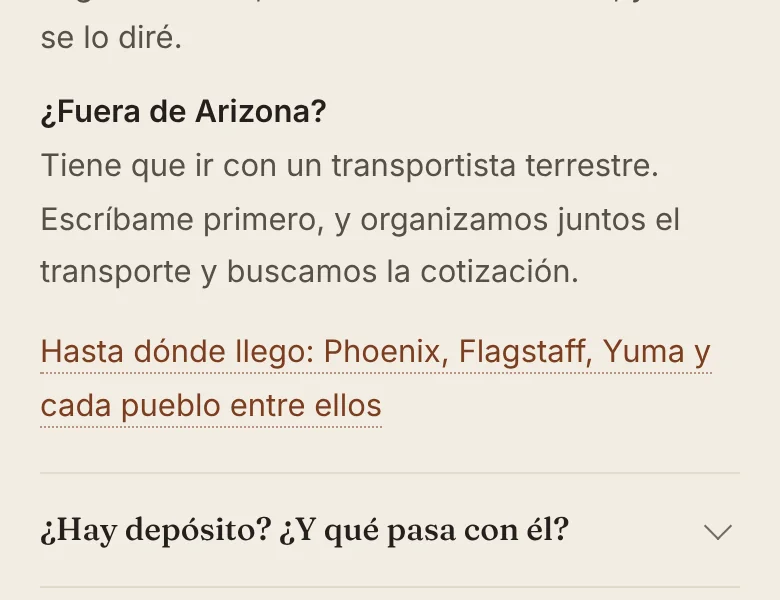 se lo diré.
¿Fuera de Arizona?
Tiene que ir con un transportista terrestre.
Escríbame primero, y organizamos juntos el
transporte y buscamos la cotización.
Hasta dónde llego: Phoenix, Flagstaff, Yuma y
cada pueblo entre ellos
¿Hay depósito? ¿Y qué pasa con él?